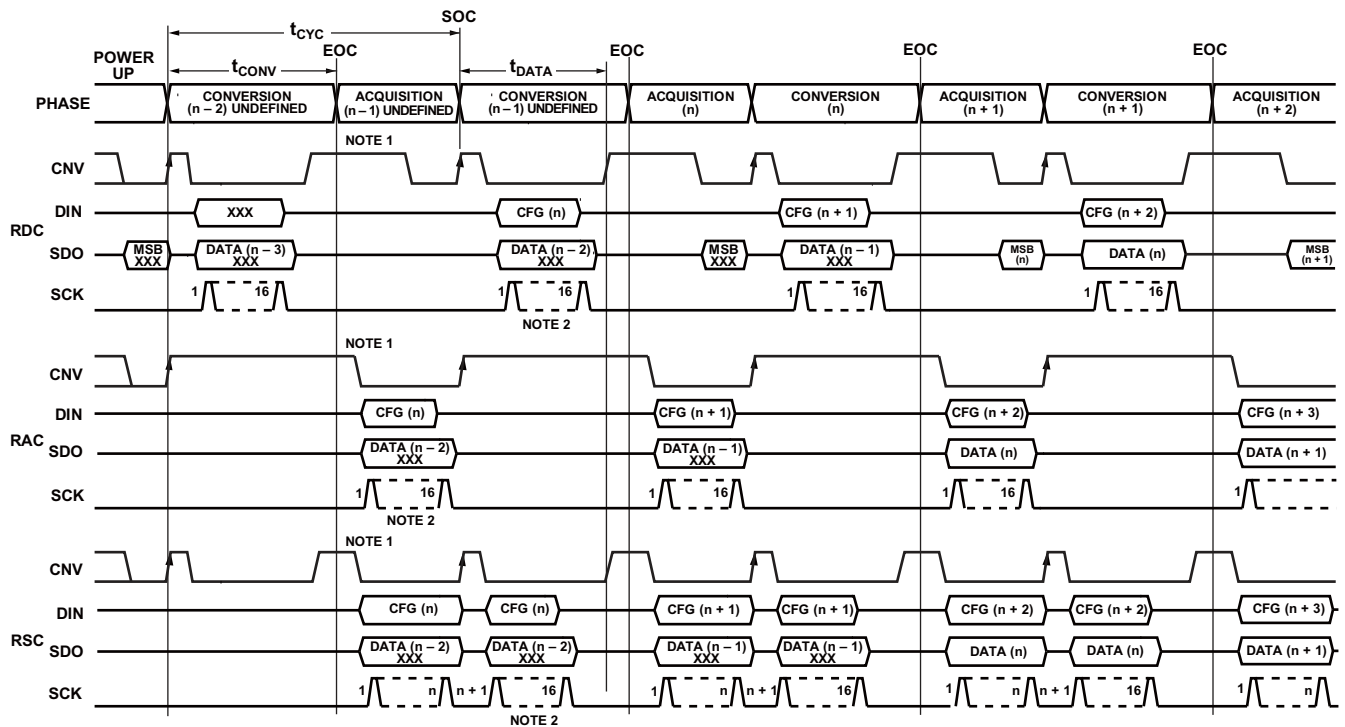 SOC
tCYC
POWER UP
EOC EOC EOC EOC
tCONV tDATA
PHASE
CONVERSION (n – 2) UNDEFINED
ACQUISITION (n – 1) UNDEFINED
CONVERSION (n – 1) UNDEFINED
ACQUISITION (n)
CONVERSION (n)
ACQUISITION (n + 1)
CONVERSION (n + 1)
ACQUISITION (n + 2)
NOTE 1
CNV
RDC
DIN XXX CFG (n) CFG (n + 1) CFG (n + 2)
SDO MSB XXX DATA (n – 3) XXX DATA (n – 2) XXX MSB XXX DATA (n – 1) XXX MSB (n) DATA (n) MSB (n + 1)
SCK 1 16 1 16 1 16 1 16
NOTE 2
NOTE 1
CNV
RAC
DIN CFG (n) CFG (n + 1) CFG (n + 2) CFG (n + 3)
SDO DATA (n – 2) XXX DATA (n – 1) XXX DATA (n) DATA (n + 1)
SCK 1 16 1 16 1 16 1
NOTE 2
NOTE 1
CNV
RSC
DIN CFG (n) CFG (n) CFG (n + 1) CFG (n + 1) CFG (n + 2) CFG (n + 2) CFG (n + 3)
SDO DATA (n – 2) XXX DATA (n – 2) XXX DATA (n – 1) XXX DATA (n – 1) XXX DATA (n) DATA (n) DATA (n + 1)
SCK 1 n n + 1 16 1 n n + 1 16 1 n n + 1 16 1 n
NOTE 2